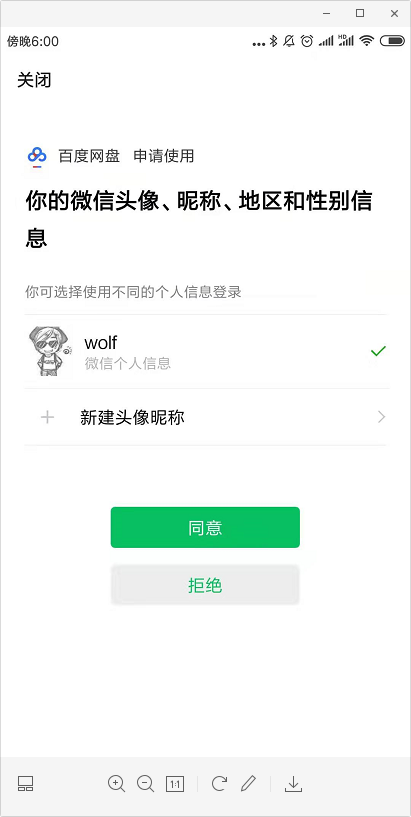 傍晚6:00
HD
关闭
百度网盘 申请使用
你的微信头像、昵称、地区和性别信
息
你可选择使用不同的个人信息登录
wolf
微信个人信息
新建头像昵称
同意
拒绝
1:1